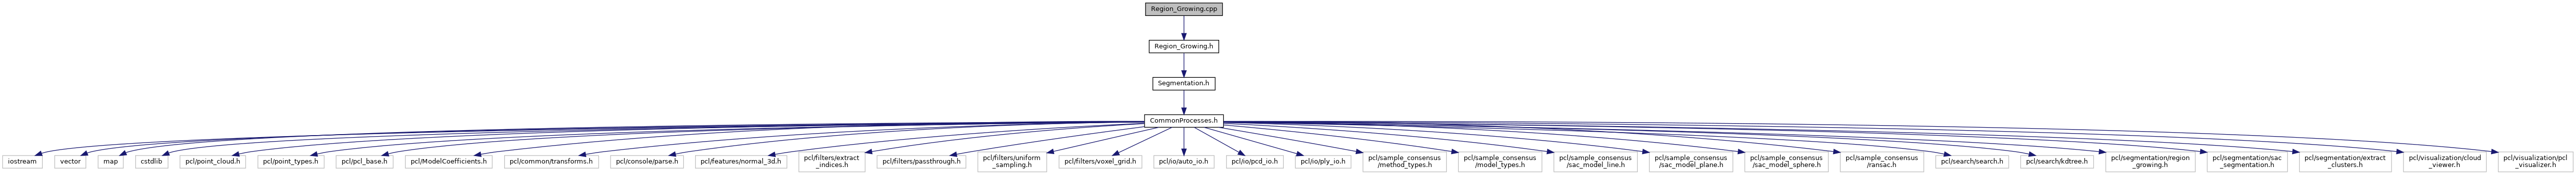 Region_Growing.cpp
Region_Growing.h
Segmentation.h
CommonProcesses.h
iostream
vector
map
cstdlib
pcl/point_cloud.h
pcl/point_types.h
pcl/pcl_base.h
pcl/ModelCoefficients.h
pcl/common/transforms.h
pcl/console/parse.h
pcl/features/normal_3d.h
pcl/filters/extract
_indices.h
pcl/filters/passthrough.h
pcl/filters/uniform
_sampling.h
pcl/filters/voxel_grid.h
pcl/io/auto_io.h
pcl/io/pcd_io.h
pcl/io/ply_io.h
pcl/sample_consensus
/method_types.h
pcl/sample_consensus
/model_types.h
pcl/sample_consensus
/sac_model_line.h
pcl/sample_consensus
/sac_model_plane.h
pcl/sample_consensus
/sac_model_sphere.h
pcl/sample_consensus
/ransac.h
pcl/search/search.h
pcl/search/kdtree.h
pcl/segmentation/region
_growing.h
pcl/segmentation/sac
_segmentation.h
pcl/segmentation/extract
_clusters.h
pcl/visualization/cloud
_viewer.h
pcl/visualization/pcl
_visualizer.h